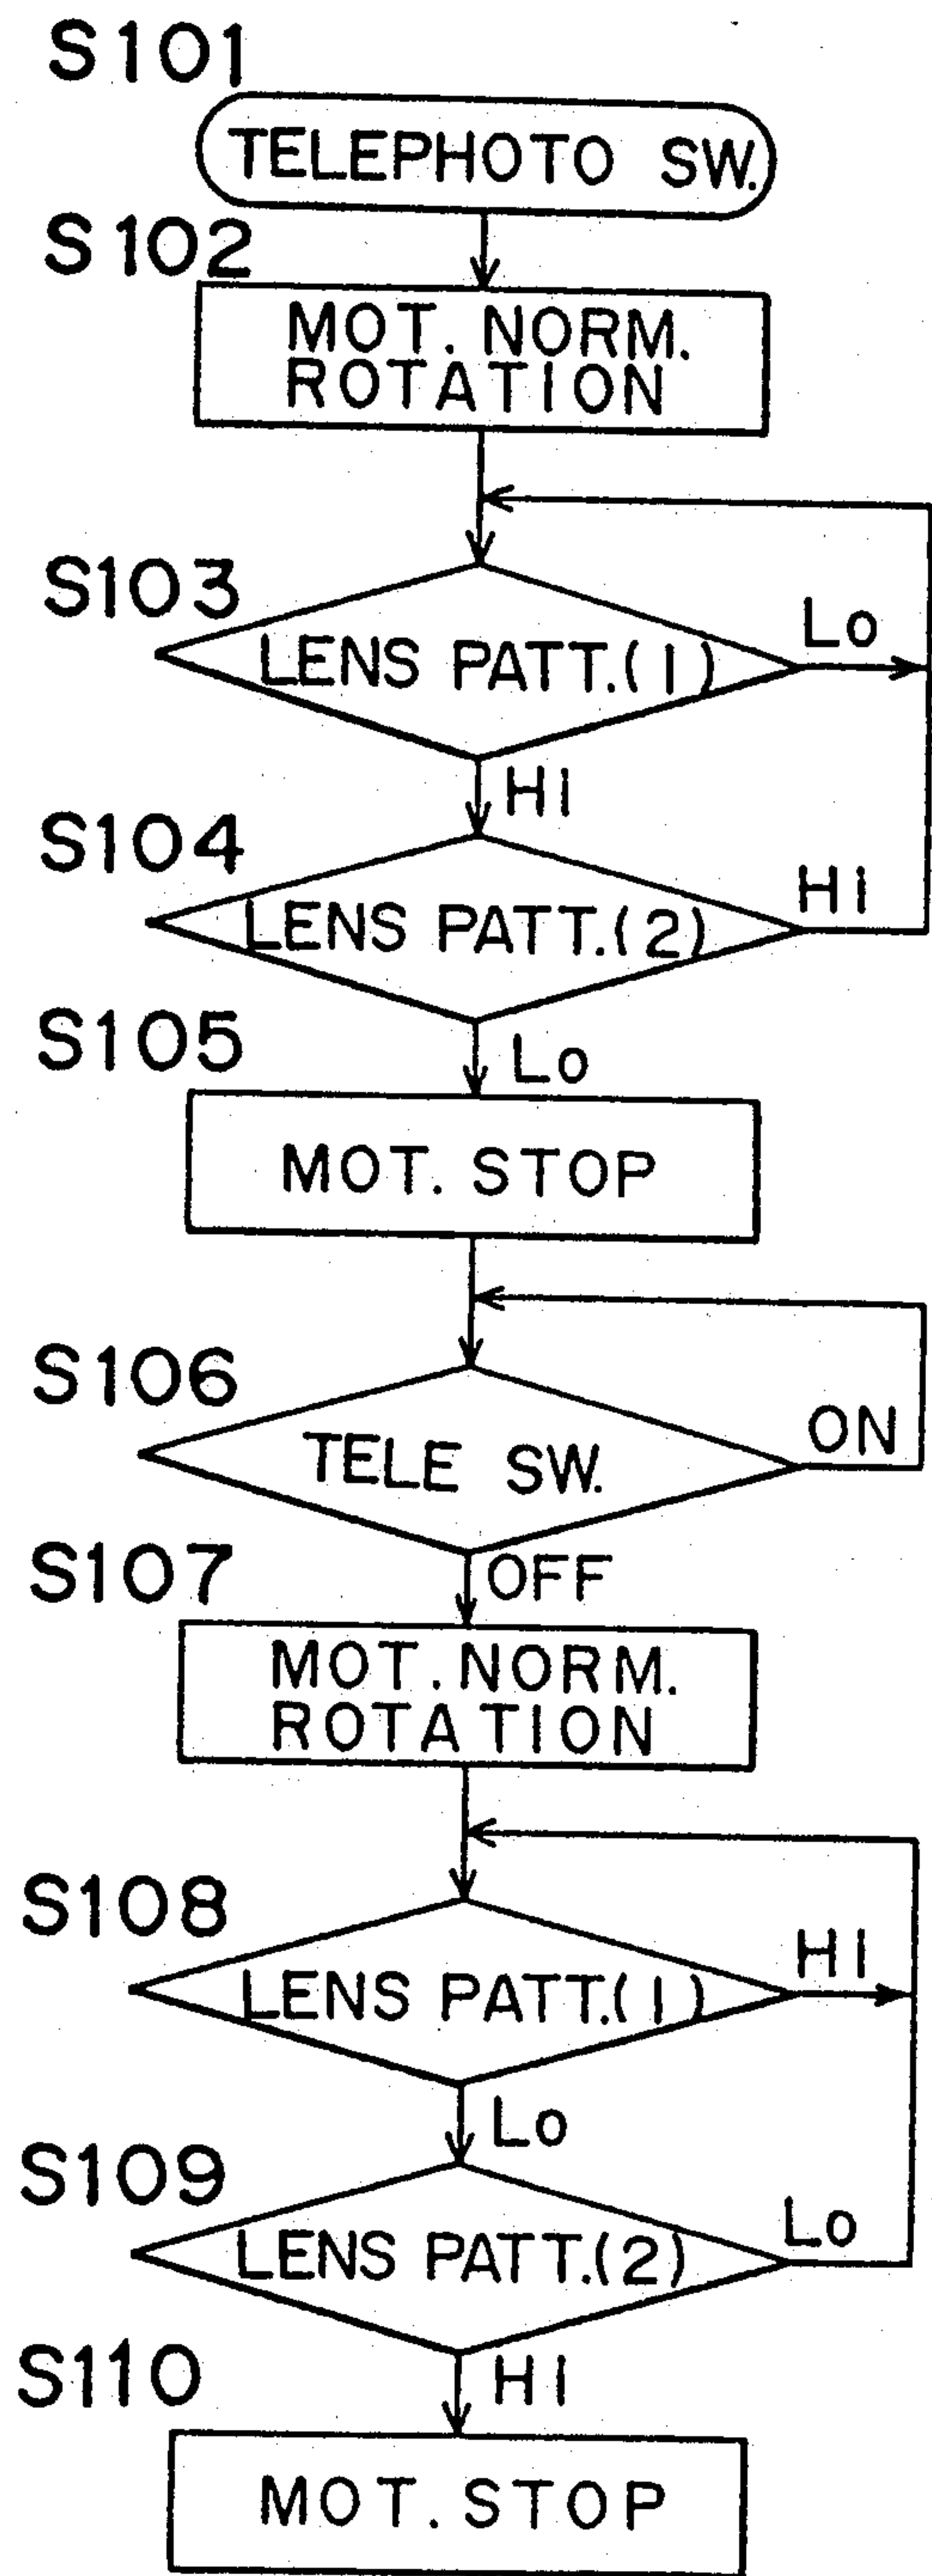 S101
TELEPHOTO SW.
S102
MOT. NORM.
ROTATION
S103
LENS PATT.(1)
Lo
HI
S104
LENS PATT.(2)
HI
S105
Lo
MOT. STOP
S106
TELE SW.
ON
S107
OFF
MOT. NORM.
ROTATION
S108
LENS PATT.(1)
HI
Lo
S109
LENS PATT.(2)
Lo
S110
HI
MOT. STOP